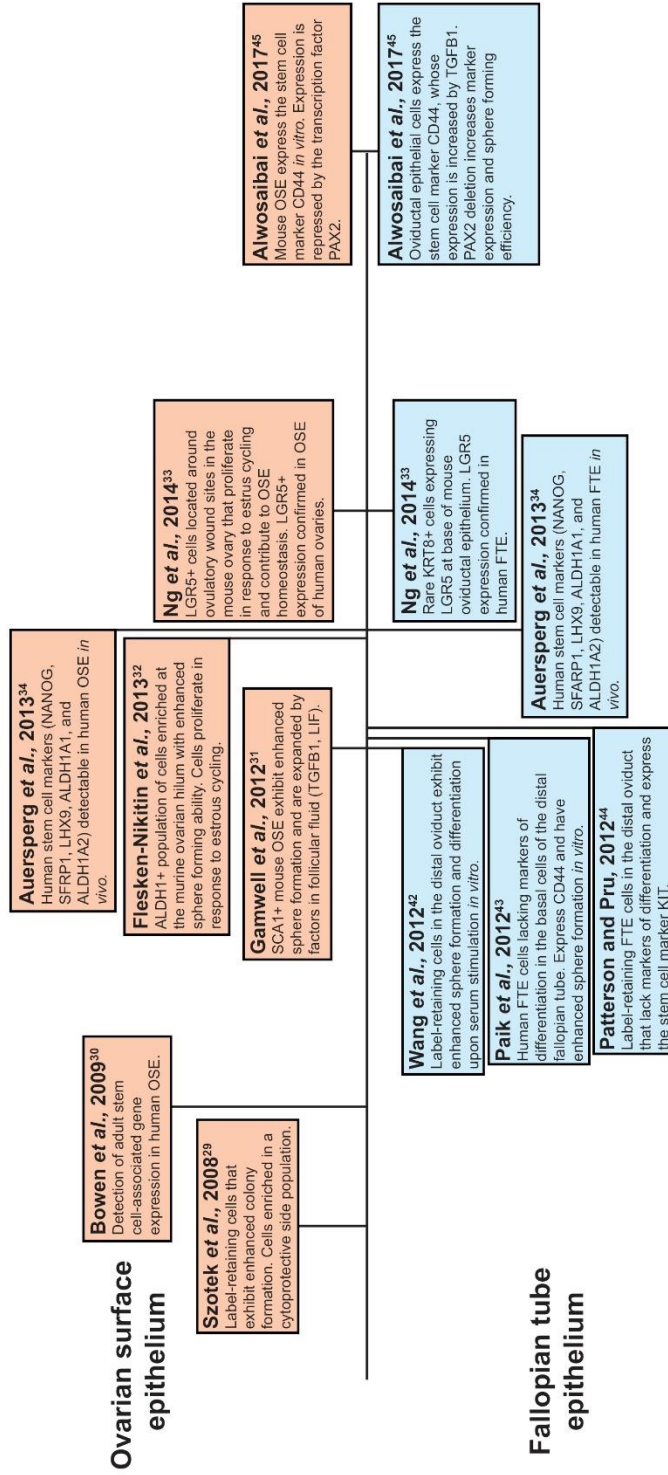 Ovarian surface
epithelium
Szotek et al., 2008²⁹
Label-retaining cells that
exhibit enhanced colony
formation. Cells enriched in a
cytoprotective side population.
Bowen et al., 2009³⁰
Detection of adult stem
cell-associated gene
expression in human OSE.
Auersperg et al., 2013³⁴
Human stem cell markers (NANOG,
SFRP1, LHX9, ALDH1A1, and
ALDH1A2) detectable in human OSE in
vivo.
Flesken-Nikitin et al., 2013³²
ALDH1+ population of cells enriched at
the murine ovarian hilum with enhanced
sphere forming ability. Cells proliferate in
response to estrous cycling.
Gamwell et al., 2012³¹
SCA1+ mouse OSE exhibit enhanced
sphere formation and are expanded by
factors in follicular fluid (TGFB1, LIF).
Ng et al., 2014³³
LGR5+ cells located around
ovulatory wound sites in the
mouse ovary that proliferate
in response to estrus cycling
and contribute to OSE
homeostasis. LGR5+
expression confirmed in OSE
of human ovaries.
Alwosaibai et al., 2017⁴⁵
Mouse OSE express the stem cell
marker CD44 in vitro. Expression is
repressed by the transcription factor
PAX2.
Fallopian tube
epithelium
Wang et al., 2012⁴²
Label-retaining cells in the distal oviduct exhibit
enhanced sphere formation and differentiation
upon serum stimulation in vitro.
Paik et al., 2012⁴³
Human FTE cells lacking markers of
differentiation in the basal cells of the distal
fallopian tube. Express CD44 and have
enhanced sphere formation in vitro.
Patterson and Pru, 2012⁴⁴
Label-retaining FTE cells in the distal oviduct
that lack markers of differentiation and express
the stem cell marker KIT.
Ng et al., 2014³³
Rare KRT8+ cells expressing
LGR5 at base of mouse
oviductal epithelium. LGR5
expression confirmed in
human FTE.
Auersperg et al., 2013³⁴
Human stem cell markers (NANOG,
SFARP1, LHX9, ALDH1A1, and
ALDH1A2) detectable in human FTE in
vivo.
Alwosaibai et al., 2017⁴⁵
Oviductal epithelial cells express the
stem cell marker CD44, whose
expression is increased by TGFB1.
PAX2 deletion increases marker
expression and sphere forming
efficiency.